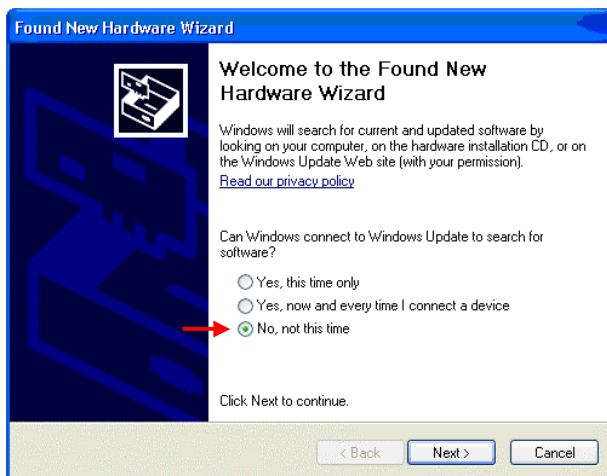 Found New Hardware Wizard
Welcome to the Found New
Hardware Wizard
Windows will search for current and updated software by
looking on your computer, on the hardware installation CD, or on
the Windows Update Web site (with your permission).
Read our privacy policy
Can Windows connect to Windows Update to search for
software?
Yes, this time only
Yes, now and every time I connect a device
No, not this time
Click Next to continue.
< Back
Next >
Cancel